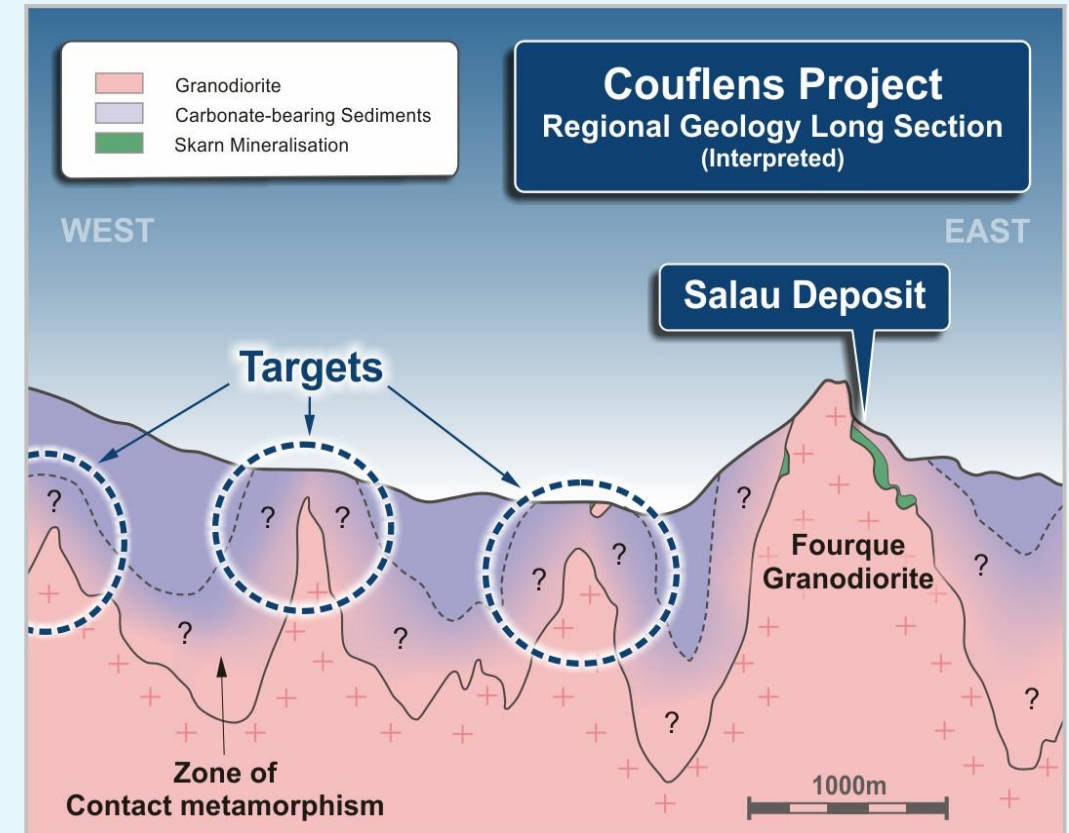 Granodiorite
Carbonate-bearing Sediments
Skarn Mineralisation
Couflens Project
Regional Geology Long Section
(Interpreted)
WEST
EAST
Salau Deposit
Targets
?
?
?
?
?
?
?
?
?
?
?
Fourque
Granodiorite
Zone of
Contact metamorphism
1000m